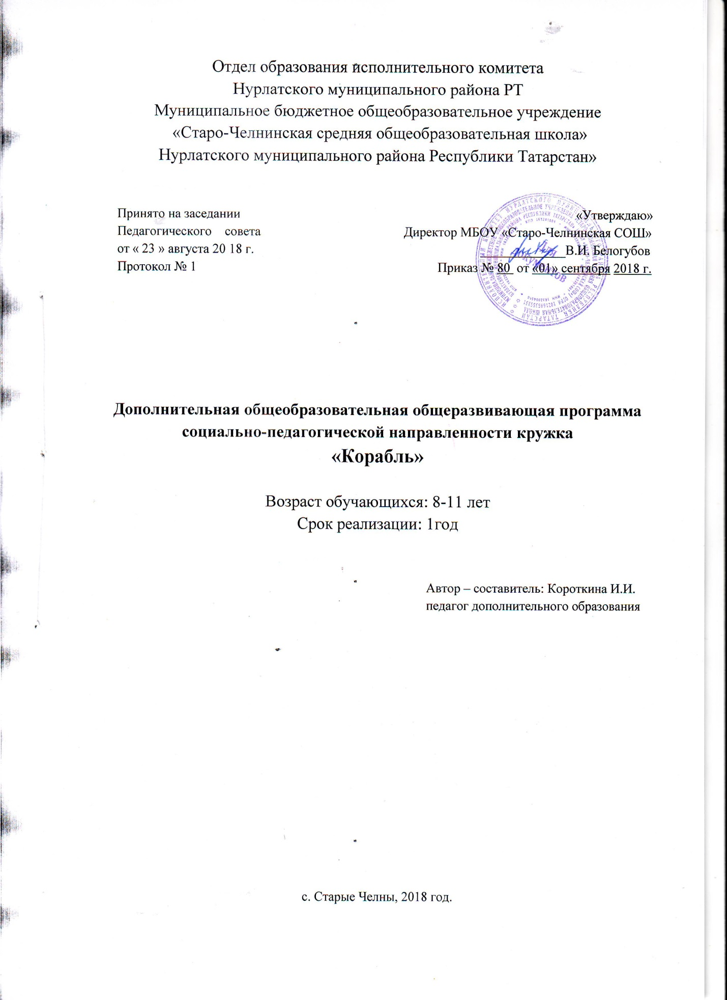 Отдел образования исполнительного комитета
Нурлатского муниципального района РТ
Муниципальное бюджетное общеобразовательное учреждение
«Старо-Челнинская средняя общеобразовательная школа»
Нурлатского муниципального района Республики Татарстан»
Принято на заседании
Педагогического совета
от « 23 » августа 20 18 г.
Протокол № 1
«Утверждаю»
Директор МБОУ «Старо-Челнинская СОШ»
______________В.И. Белогубов
Приказ № 80 от «01» сентября 2018 г.
Для
документов
Дополнительная общеобразовательная общеразвивающая программа
социально-педагогической направленности кружка
«Корабль»
Возраст обучающихся: 8-11 лет
Срок реализации: 1год
Автор – составитель: Короткина И.И.
педагог дополнительного образования
с. Старые Челны, 2018 год.